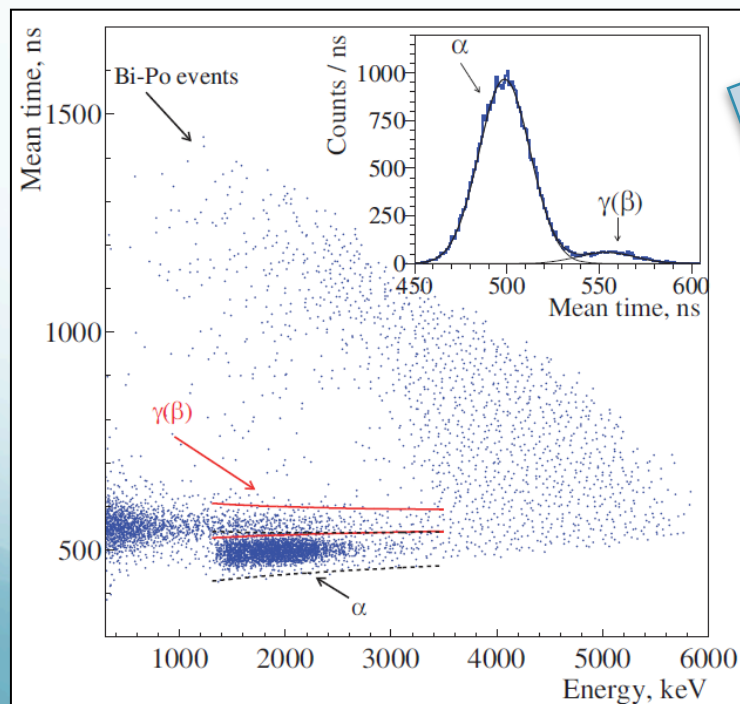 Mean time, ns
1500
1000
500
Bi-Po events
γ(β)
α
1000
2000
3000
4000
5000
6000
Energy, keV
Counts / ns
1000
750
500
250
0
α
γ(β)
450
500
550
600
Mean time, ns